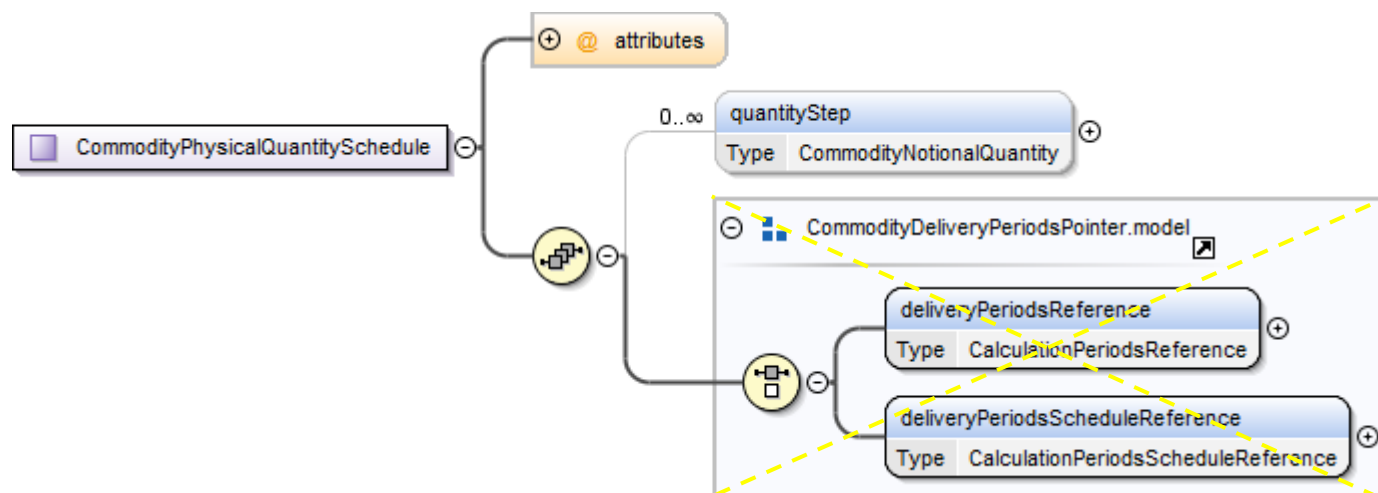 @ attributes
CommodityPhysicalQuantitySchedule
0..∞
quantityStep
Type CommodityNotionalQuantity
CommodityDeliveryPeriodsPointer.model
deliveryPeriodsReference
Type CalculationPeriodsReference
deliveryPeriodsScheduleReference
Type CalculationPeriodsScheduleReference